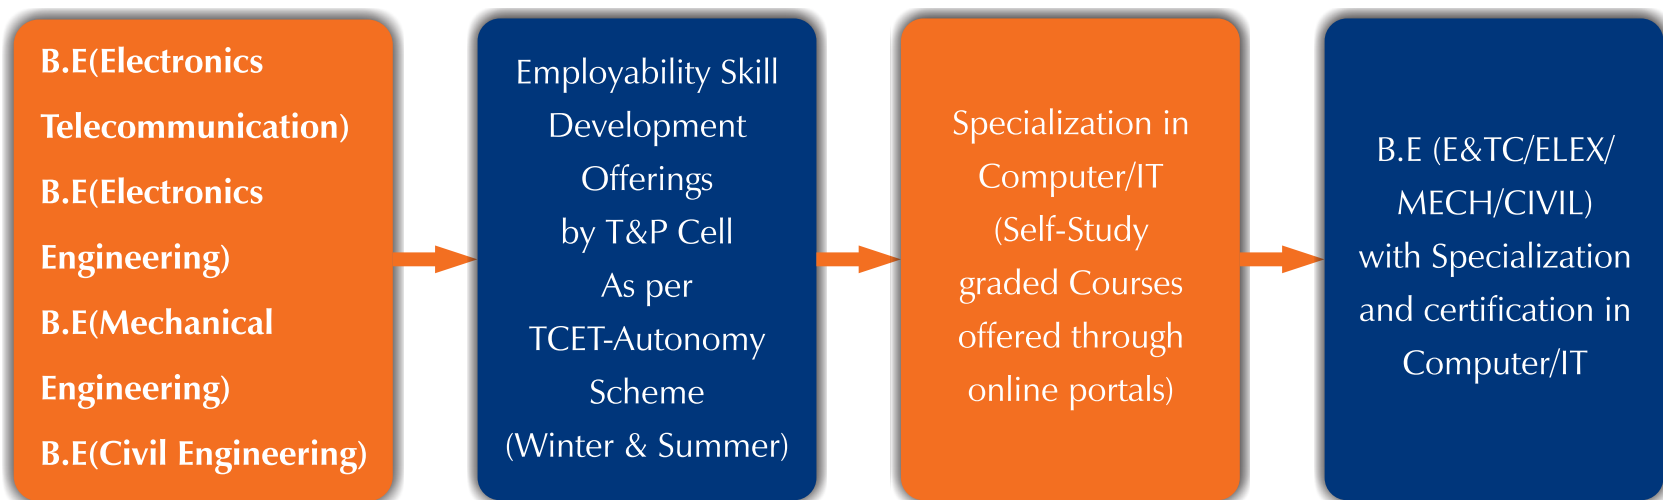 B.E(Electronics
Telecommunication)
B.E(Electronics
Engineering)
B.E(Mechanical
Engineering)
B.E(Civil Engineering)
Employability Skill
Development
Offerings
by T&P Cell
As per
TCET-Autonomy
Scheme
(Winter & Summer)
Specialization in
Computer/IT
(Self-Study
graded Courses
offered through
online portals)
B.E (E&TC/ELEX/
MECH/CIVIL)
with Specialization
and certification in
Computer/IT